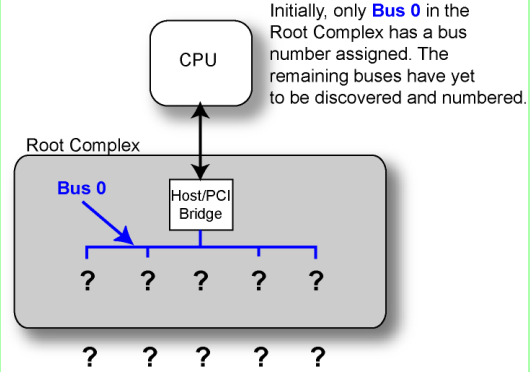 Initially, only Bus 0 in the
Root Complex has a bus
number assigned. The
remaining buses have yet
to be discovered and numbered.
CPU
Root Complex
Bus 0
Host/PCI
Bridge
? ? ? ? ?
? ? ? ? ?